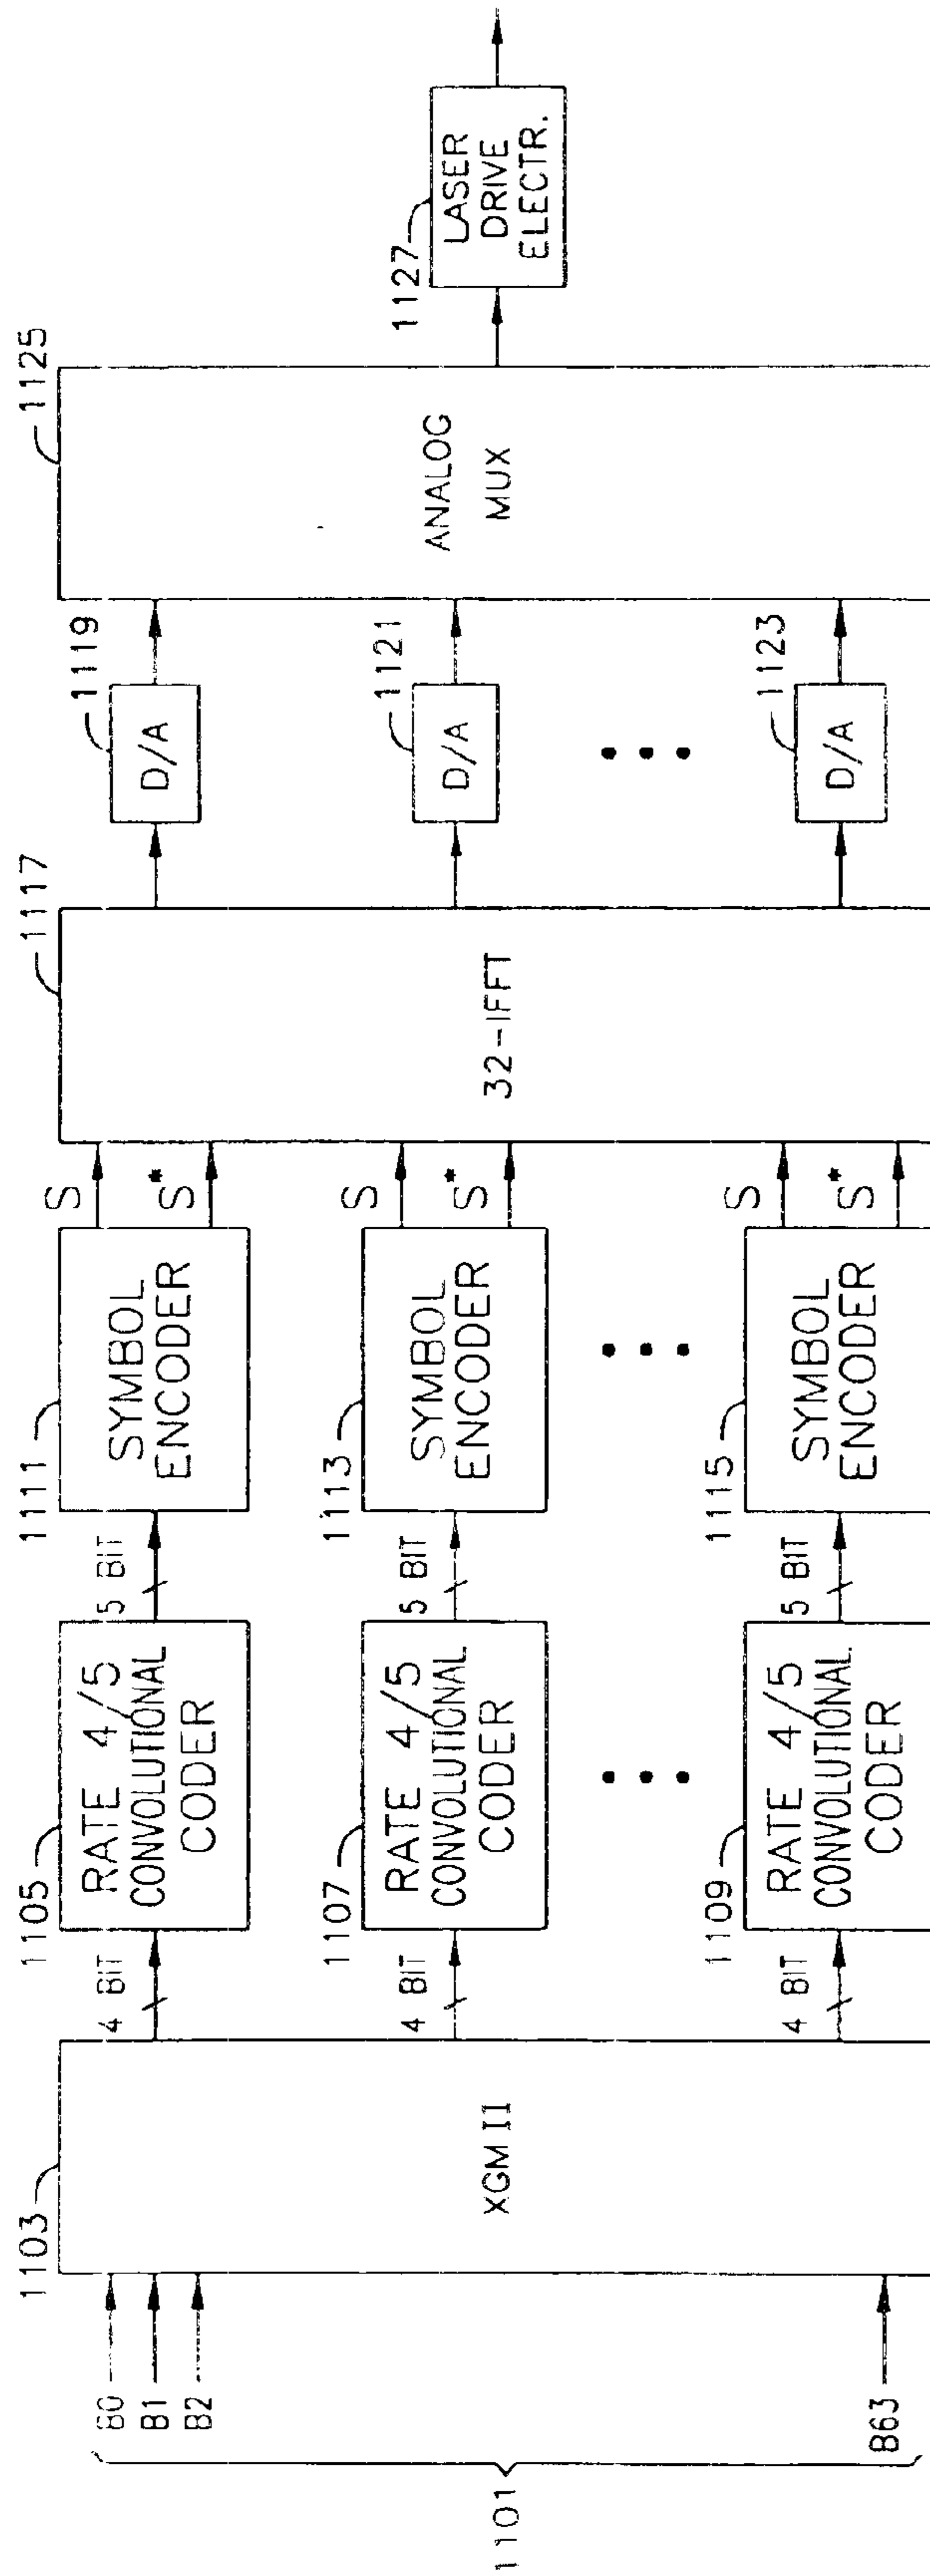 1101
B0
B1
B2
B63
1103
XGM II
4 BIT
4 BIT
4 BIT
1105
RATE 4/5
CONVOLUTIONAL
CODER
1107
RATE 4/5
CONVOLUTIONAL
CODER
1109
RATE 4/5
CONVOLUTIONAL
CODER
5 BIT
5 BIT
5 BIT
1111
SYMBOL
ENCODER
1113
SYMBOL
ENCODER
1115
SYMBOL
ENCODER
S
S*
S
S*
S
S*
1117
32-IFFT
1119
D/A
1121
D/A
1123
D/A
1125
ANALOG
MUX
1127
LASER
DRIVE
ELECTR.